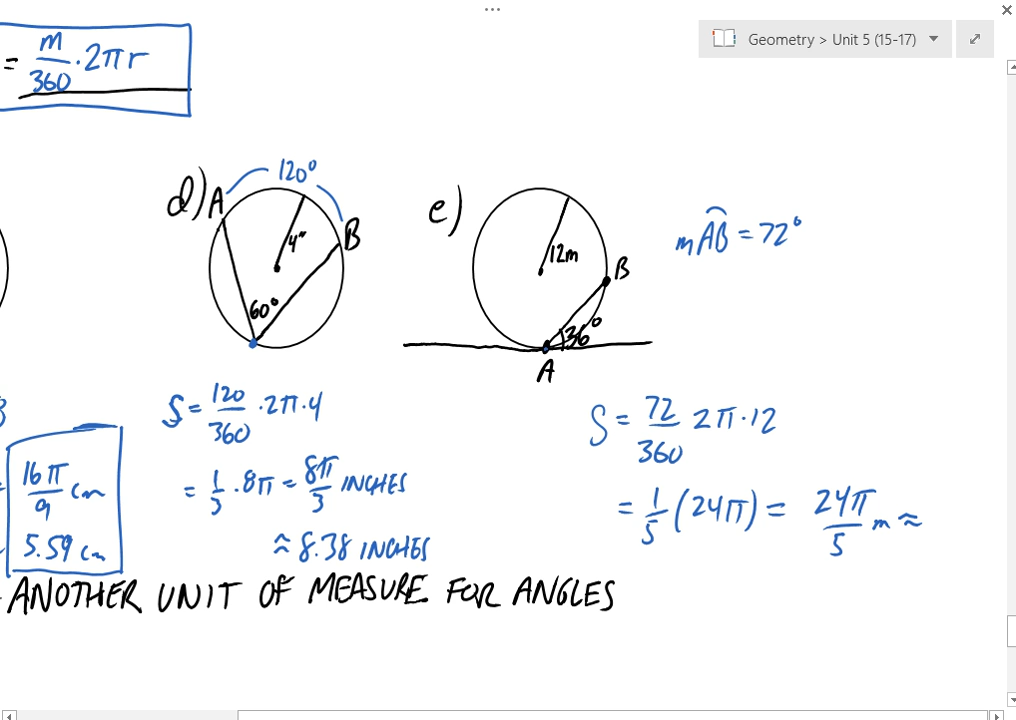 Geometry > Unit 5 (15-17)
= m/360 · 2πr
d) A 120° B
4"
60°
e) 12m B
36°
A
mAB = 72°
16π/9 cm
5.59 cm
S = 120/360 · 2π·4
= 1/3 · 8π = 8π/3 INCHES
≈ 8.38 INCHES
S = 72/360 2π·12
= 1/5 (24π) = 24π/5 m ≈
ANOTHER UNIT OF MEASURE FOR ANGLES